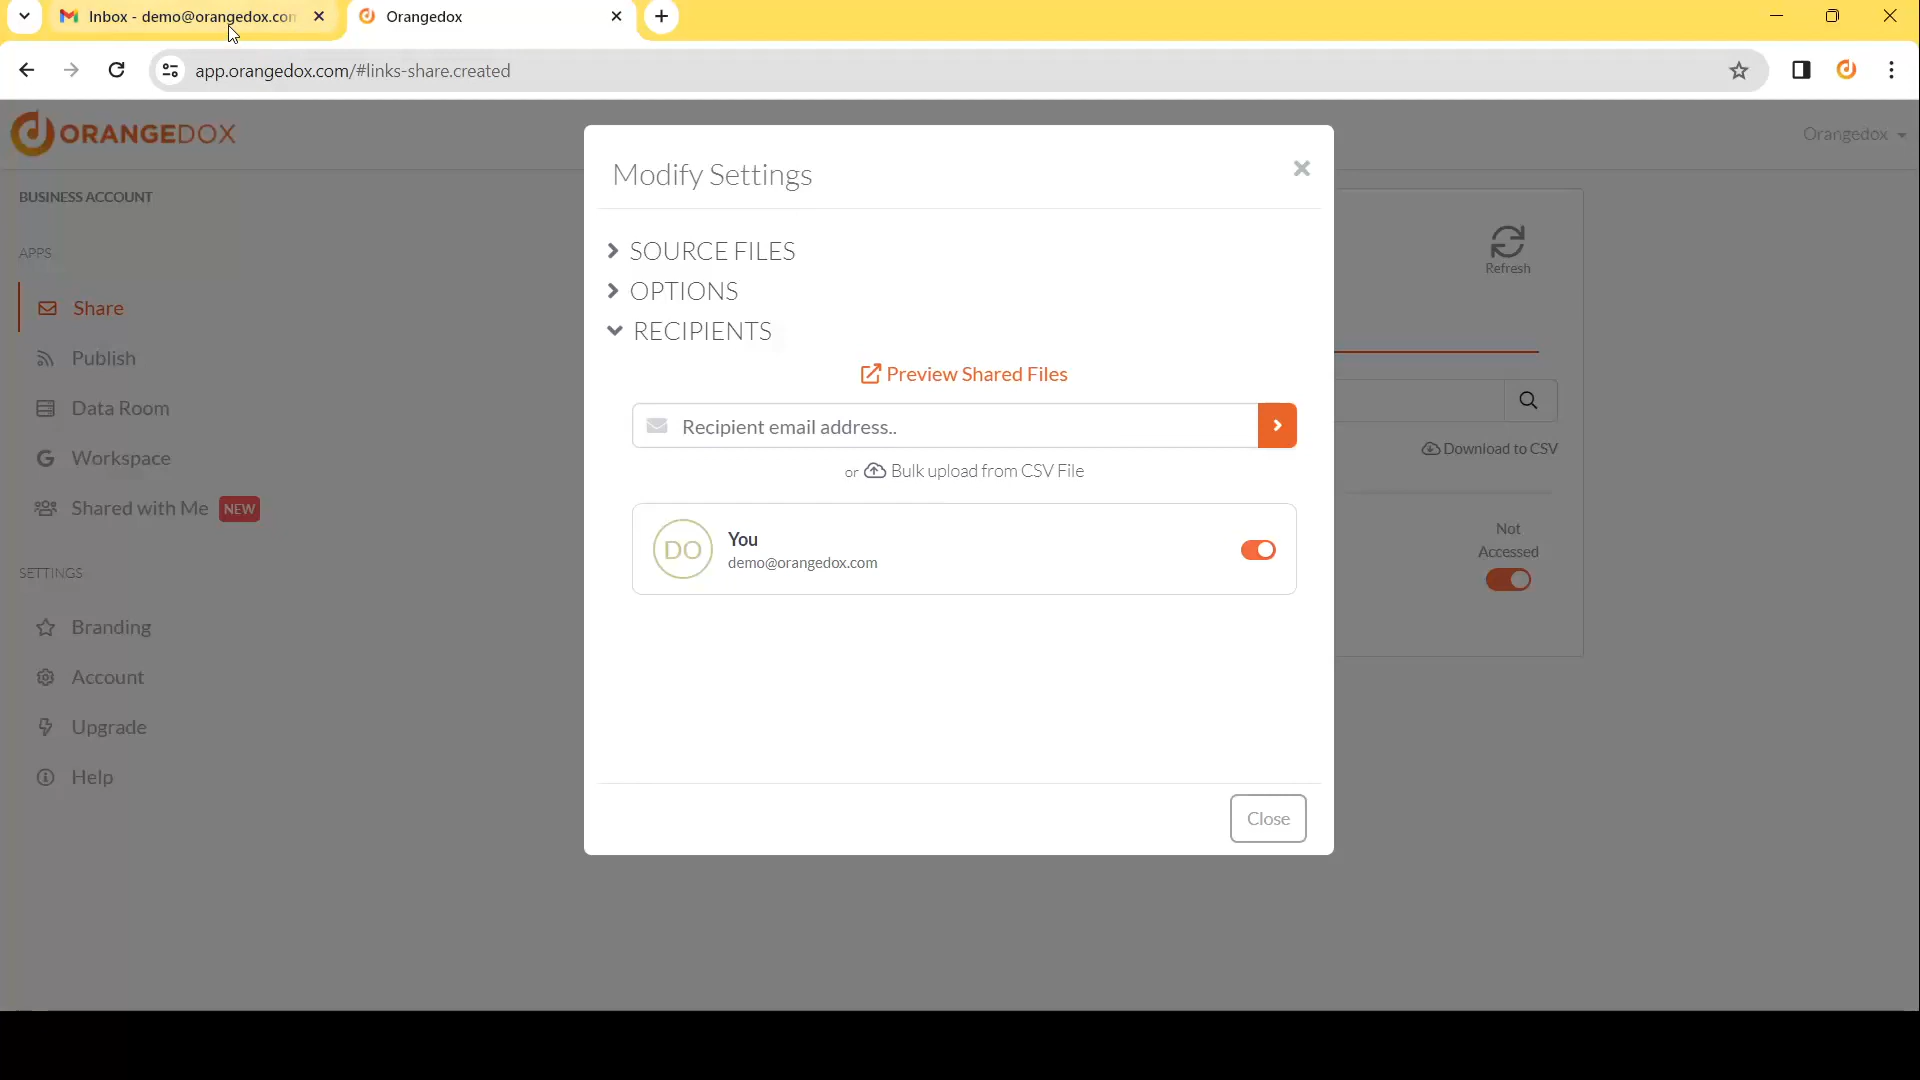 Inbox - demo@orangedox.com
Orangedox
app.orangedox.com/#links-share.created
ORANGEDOX
Orangedox
BUSINESS ACCOUNT
APPS
Share
Publish
Data Room
Workspace
Shared with Me NEW
SETTINGS
Branding
Account
Upgrade
Help
Modify Settings
SOURCE FILES
OPTIONS
RECIPIENTS
Preview Shared Files
Recipient email address..
or Bulk upload from CSV File
DO
You
demo@orangedox.com
Close
Refresh
Download to CSV
Not
Accessed